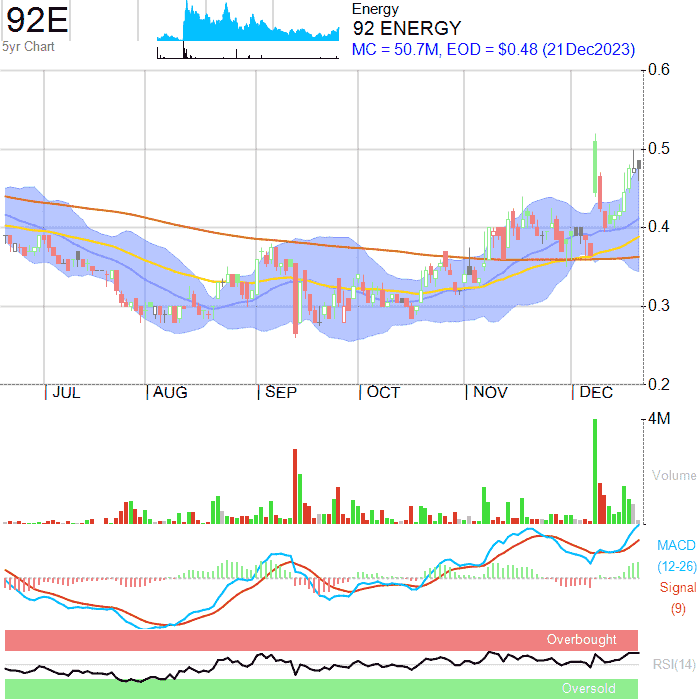 92E
5yr Chart
Energy
92 ENERGY
MC = 50.7M, EOD = $0.48 (21Dec2023)
0.6
0.5
0.4
0.3
0.2
JUL AUG SEP OCT NOV DEC
4M
Volume
MACD
(12-26)
Signal
(9)
Overbought
RSI(14)
Oversold